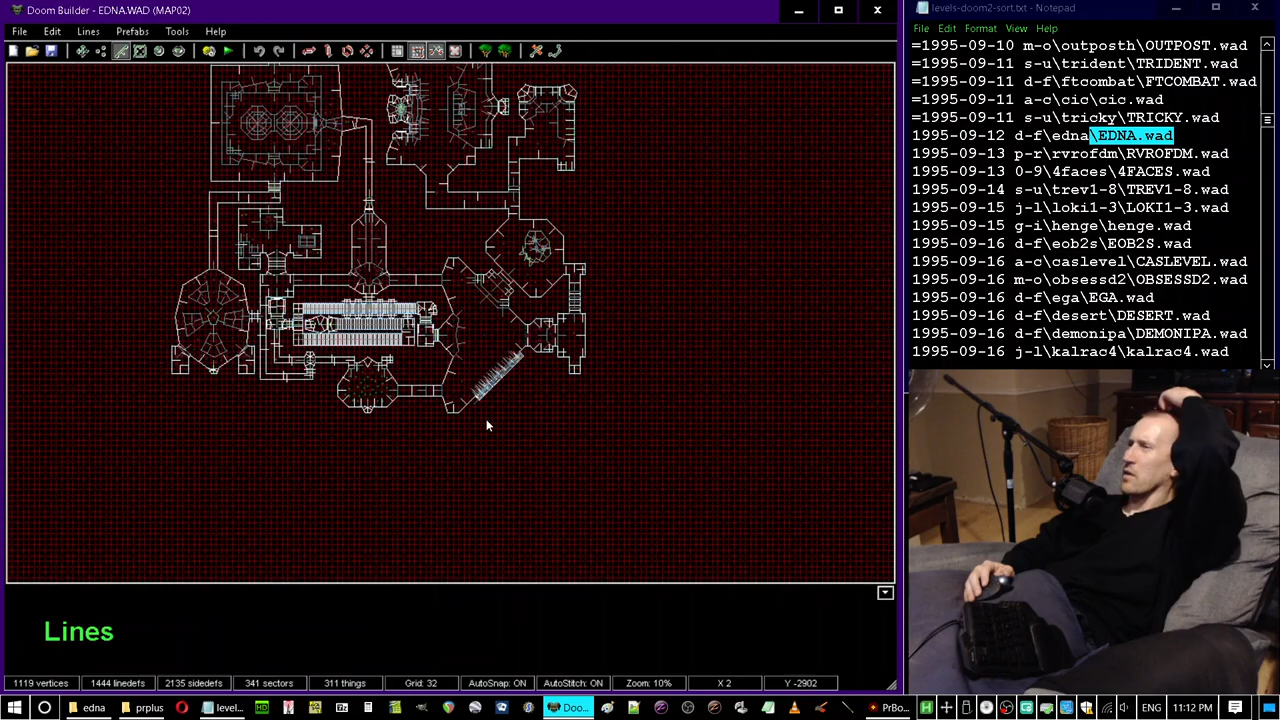 Doom Builder - EDNA.WAD (MAP02)
File Edit Lines Prefabs Tools Help
Lines
1119 vertices 1444 linedefs 2135 sidedefs 341 sectors 311 things Grid: 32 AutoSnap: ON AutoStitch: ON Zoom: 10% X 2 Y -2902
levels-doom2-sort.txt - Notepad
File Edit Format View Help
=1995-09-10 m-o\outposth\OUTPOST.wad
=1995-09-11 s-u\trident\TRIDENT.wad
=1995-09-11 d-f\ftcombat\FTCOMBAT.wad
=1995-09-11 a-c\cic\cic.wad
=1995-09-11 s-u\tricky\TRICKY.wad
1995-09-12 d-f\edna\EDNA.wad
1995-09-13 p-r\rvrofdm\RVROFDM.wad
1995-09-13 0-9\4faces\4FACES.wad
1995-09-14 s-u\trev1-8\TREV1-8.wad
1995-09-15 j-l\loki1-3\LOKI1-3.wad
1995-09-15 g-i\henge\henge.wad
1995-09-16 d-f\eob2s\EOB2S.wad
1995-09-16 a-c\caslevel\CASLEVEL.wad
1995-09-16 m-o\obsessd2\OBSESSD2.wad
1995-09-16 d-f\ega\EGA.wad
1995-09-16 d-f\desert\DESERT.wad
1995-09-16 d-f\demonipa\DEMONIPA.wad
1995-09-16 j-l\kalrac4\kalrac4.wad
edna prplus level... Doo... PrBo... ENG 11:12 PM